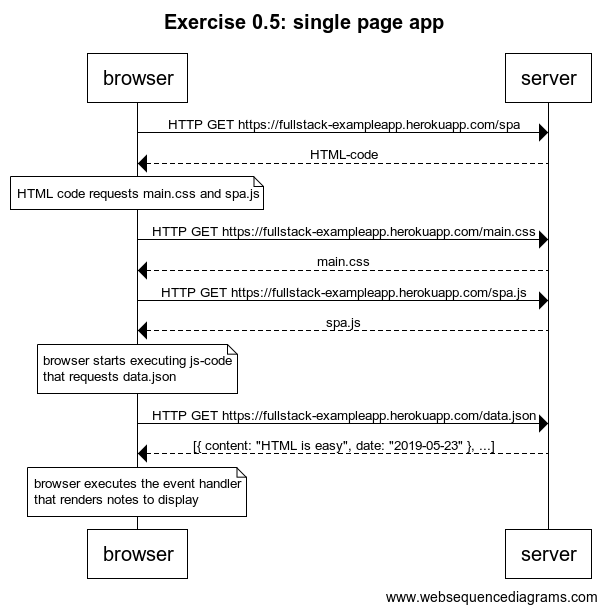 Exercise 0.5: single page app
browser
server
HTTP GET https://fullstack-exampleapp.herokuapp.com/spa
HTML-code
HTML code requests main.css and spa.js
HTTP GET https://fullstack-exampleapp.herokuapp.com/main.css
main.css
HTTP GET https://fullstack-exampleapp.herokuapp.com/spa.js
spa.js
browser starts executing js-code
that requests data.json
HTTP GET https://fullstack-exampleapp.herokuapp.com/data.json
[{ content: "HTML is easy", date: "2019-05-23" }, ...]
browser executes the event handler
that renders notes to display
browser
server
www.websequencediagrams.com